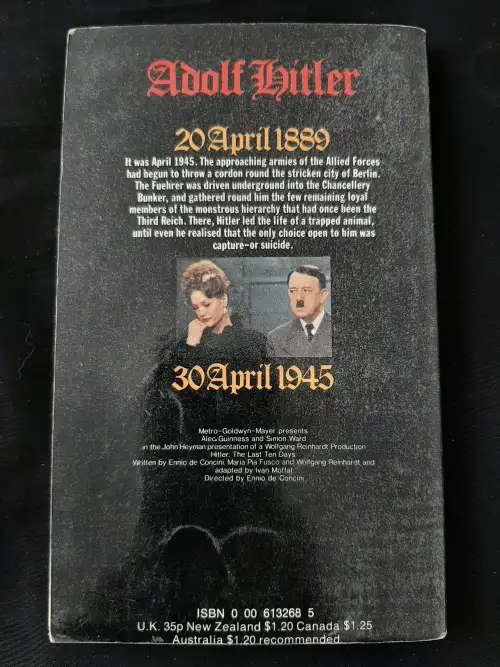 Adolf Hitler
20 April 1889
It was April 1945. The approaching armies of the Allied Forces
had begun to throw a cordon round the stricken city of Berlin.
The Fuehrer was driven underground into the Chancellery
Bunker, and gathered round him the few remaining loyal
members of the monstrous hierarchy that had once been the
Third Reich. There, Hitler led the life of a trapped animal,
until even he realised that the only choice open to him was
capture-or suicide.
30 April 1945
Metro-Goldwyn-Mayer presents
Alec Guinness and Simon Ward
in the John Heyman presentation of a Wolfgang Reinhardt Production
Hitler: The Last Ten Days
Written by Ennio de Concini, Maria Pia Fusco and Wolfgang Reinhardt and
adapted by Ivan Moffat
Directed by Ennio de Concini
ISBN 0 00 613268 5
U.K. 35p New Zealand $1.20 Canada $1.25
Australia $1.20 recommended